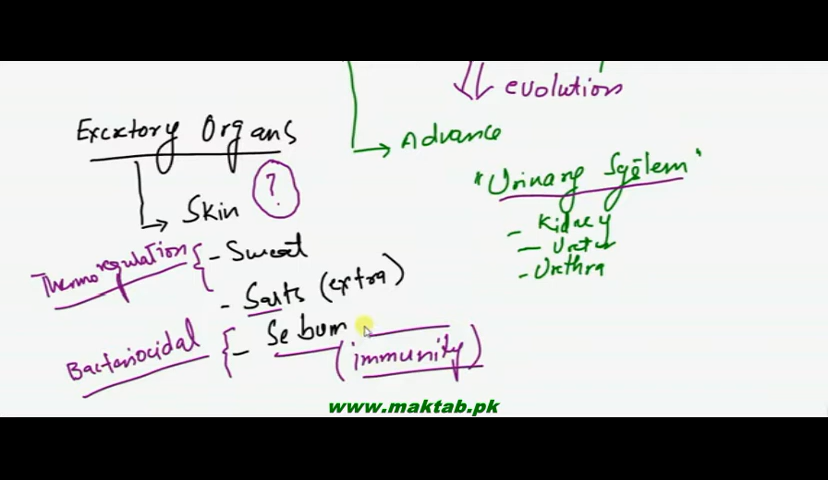 evolution
Advance
Excretory Organs
Skin
?
"Urinary System"
- Kidney
- Ureter
- Urethra
Thermoregulation { - Sweat
- Salts (extra)
Bacteriocidal { - Sebum
(immunity)
www.maktab.pk